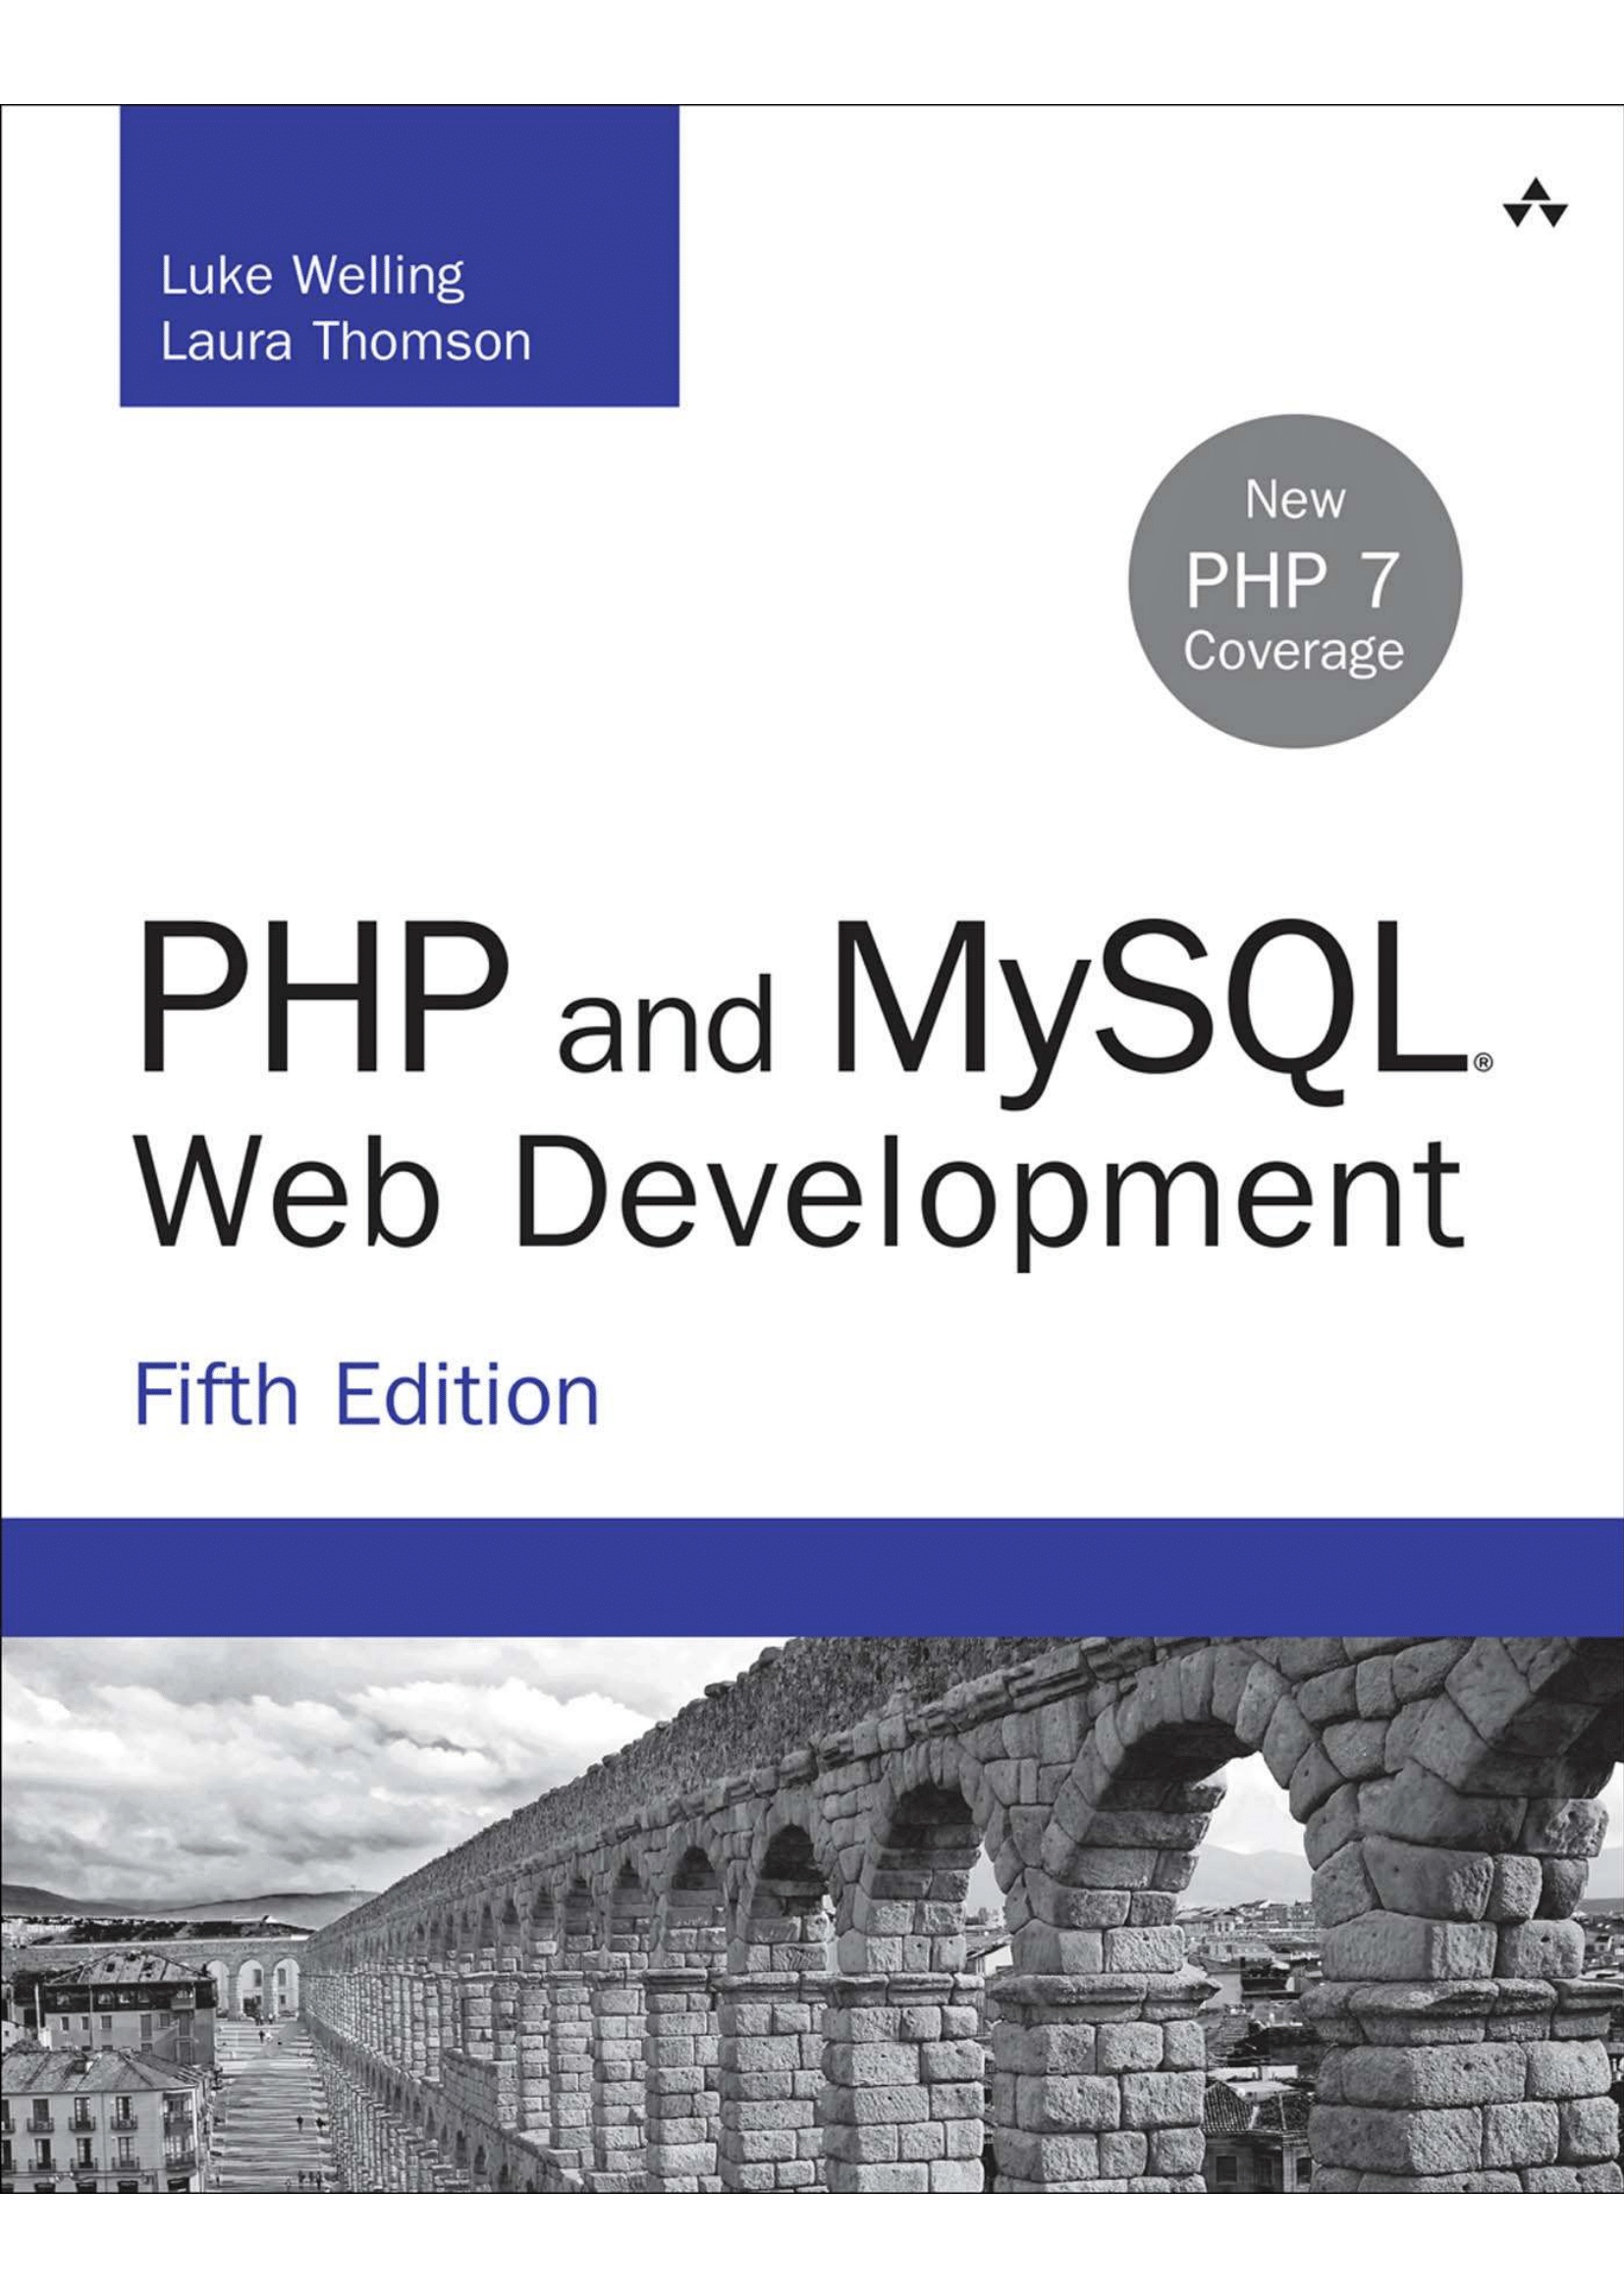 Luke Welling
Laura Thomson
New
PHP 7
Coverage
PHP and MySQL®
Web Development
Fifth Edition